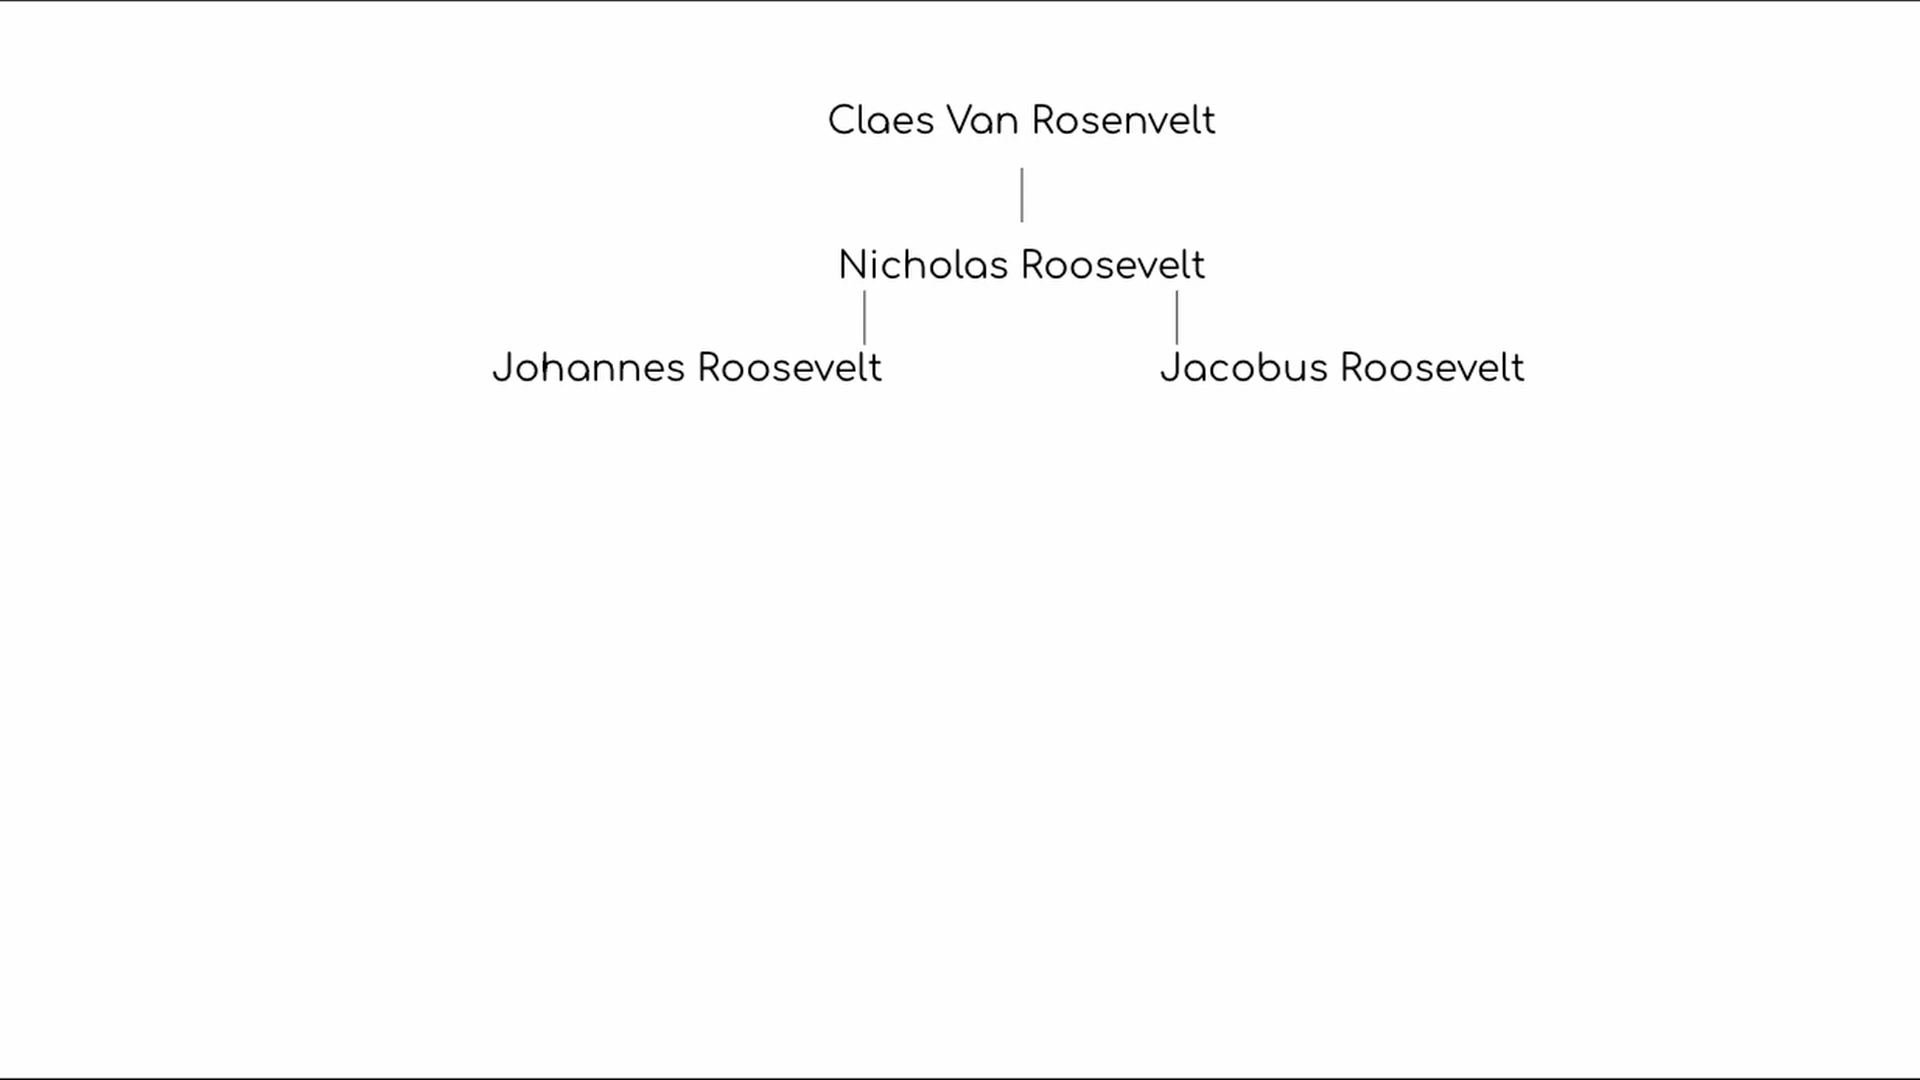 Claes Van Rosenvelt
Nicholas Roosevelt
Johannes Roosevelt
Jacobus Roosevelt